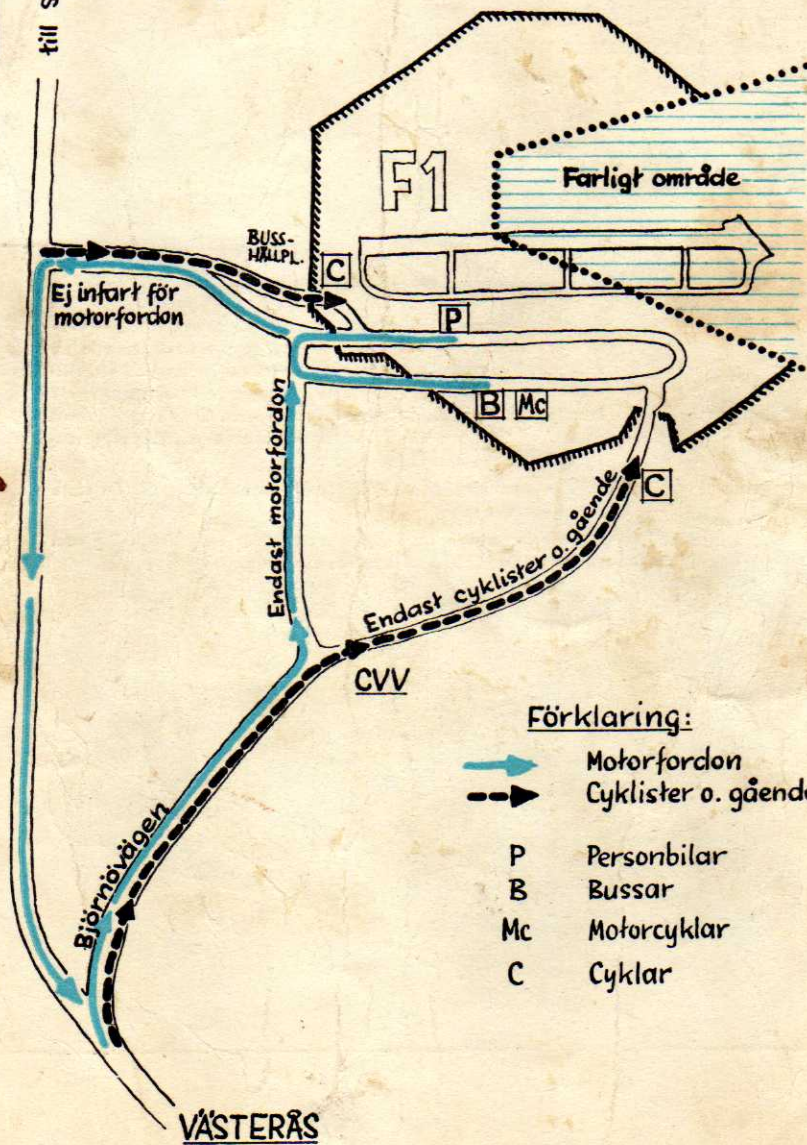 till
F1
Farligt område
BUSS-
HÅLLPL.
C
Ej infart för
motorfordon
P
B
Mc
Endast motorfordon
C
Endast cyklister o. gående
CVV
Björnövägen
Förklaring:
Motorfordon
Cyklister o. gående
P Personbilar
B Bussar
Mc Motorcyklar
C Cyklar
VÄSTERÅS